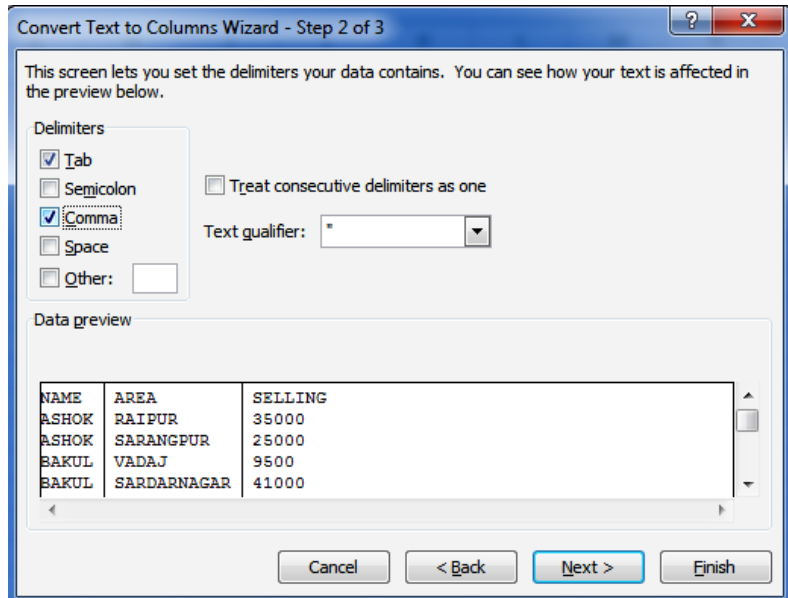 Convert Text to Columns Wizard - Step 2 of 3
This screen lets you set the delimiters your data contains. You can see how your text is affected in
the preview below.
Delimiters
Tab
Semicolon
Comma
Space
Other:
Treat consecutive delimiters as one
Text qualifier: "
Data preview
NAME AREA SELLING
ASHOK RAIPUR 35000
ASHOK SARANGPUR 25000
BAKUL VADAJ 9500
BAKUL SARDARNAGAR 41000
Cancel < Back Next > Finish